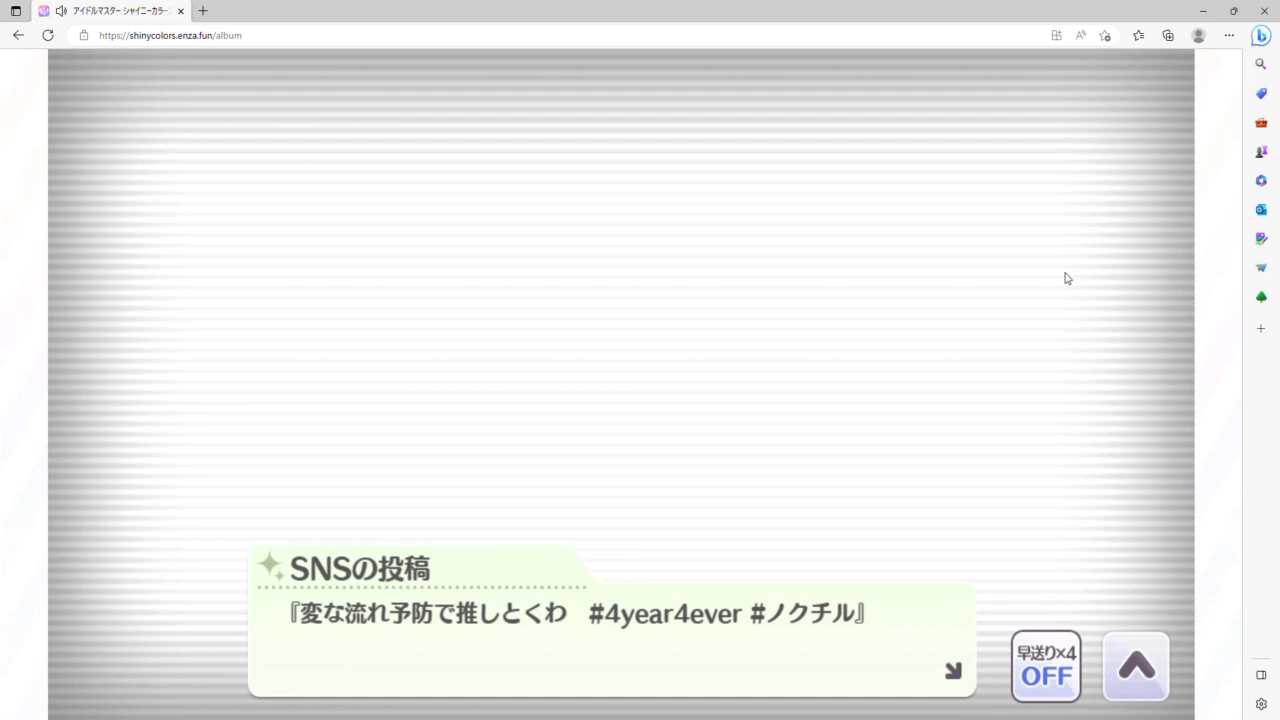 アイドルマスター シャイニーカラー
https://shinycolors.enza.fun/album
SNSの投稿
『変な流れ予防で推しとくわ　#4year4ever #ノクチル』
早送り×4
OFF